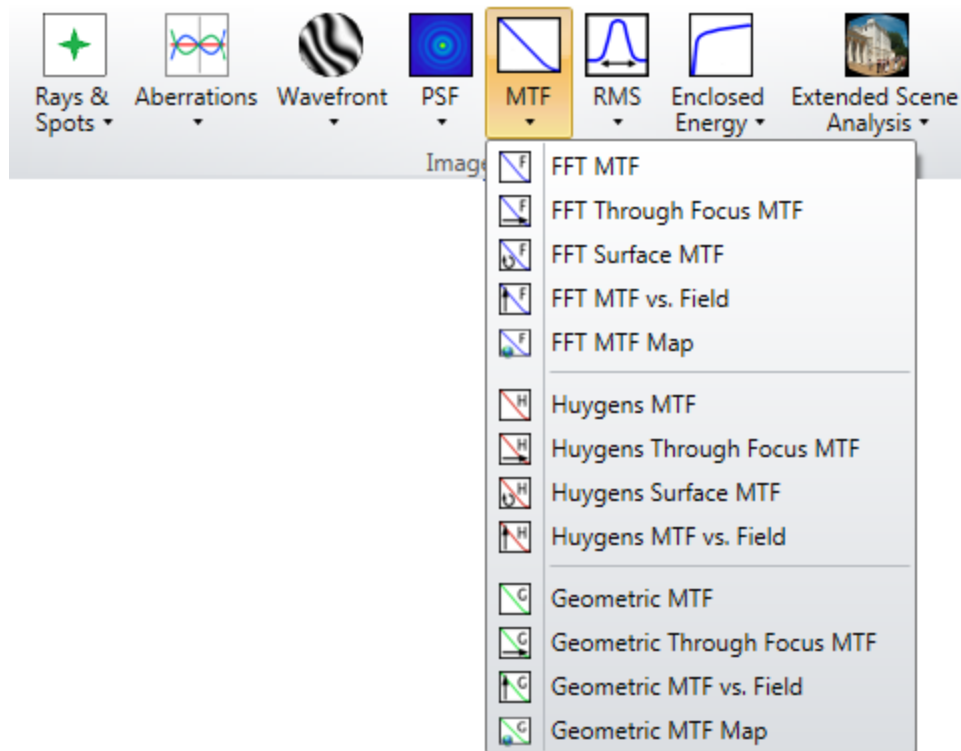 Rays & Aberrations Wavefront PSF MTF RMS Enclosed Extended Scene
Spots Energy Analysis
Imag
F FFT MTF
F FFT Through Focus MTF
F FFT Surface MTF
F FFT MTF vs. Field
F FFT MTF Map
H Huygens MTF
H Huygens Through Focus MTF
H Huygens Surface MTF
H Huygens MTF vs. Field
G Geometric MTF
G Geometric Through Focus MTF
G Geometric MTF vs. Field
G Geometric MTF Map